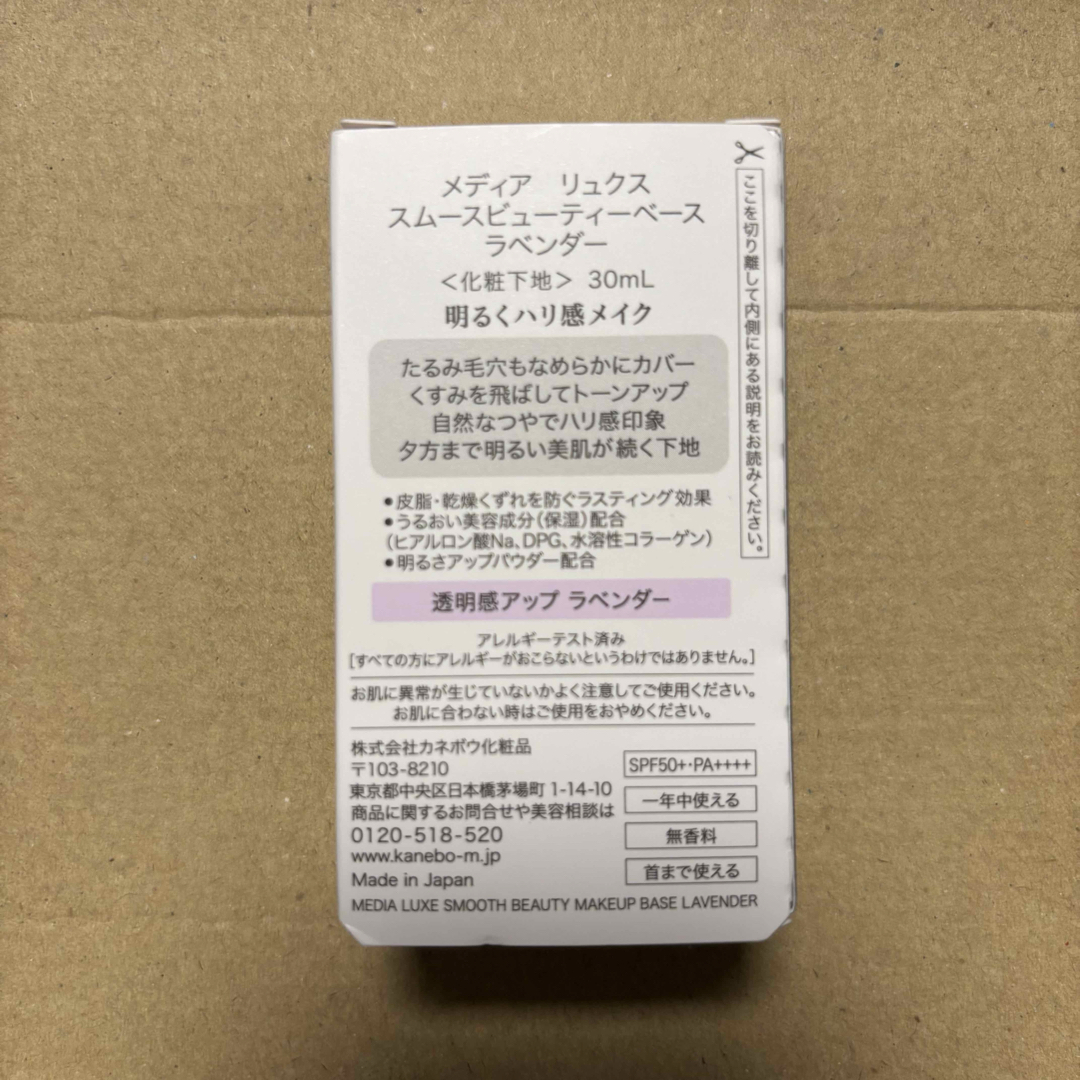 メディア　リュクス
スムースビューティーベース
ラベンダー
＜化粧下地＞ 30mL
明るくハリ感メイク
たるみ毛穴もなめらかにカバー
くすみを飛ばしてトーンアップ
自然なつやでハリ感印象
夕方まで明るい美肌が続く下地
●皮脂・乾燥くずれを防ぐラスティング効果
●うるおい美容成分（保湿）配合
（ヒアルロン酸Na、DPG、水溶性コラーゲン）
●明るさアップパウダー配合
透明感アップ ラベンダー
アレルギーテスト済み
［すべての方にアレルギーがおこらないというわけではありません。］
お肌に異常が生じていないかよく注意してご使用ください。
お肌に合わない時はご使用をおやめください。
株式会社カネボウ化粧品
〒103-8210
東京都中央区日本橋茅場町 1-14-10
商品に関するお問合せや美容相談は
0120-518-520
www.kanebo-m.jp
Made in Japan
SPF50+・PA++++
一年中使える
無香料
首まで使える
MEDIA LUXE SMOOTH BEAUTY MAKEUP BASE LAVENDER
ここを切り離して内側にある説明をお読みください。